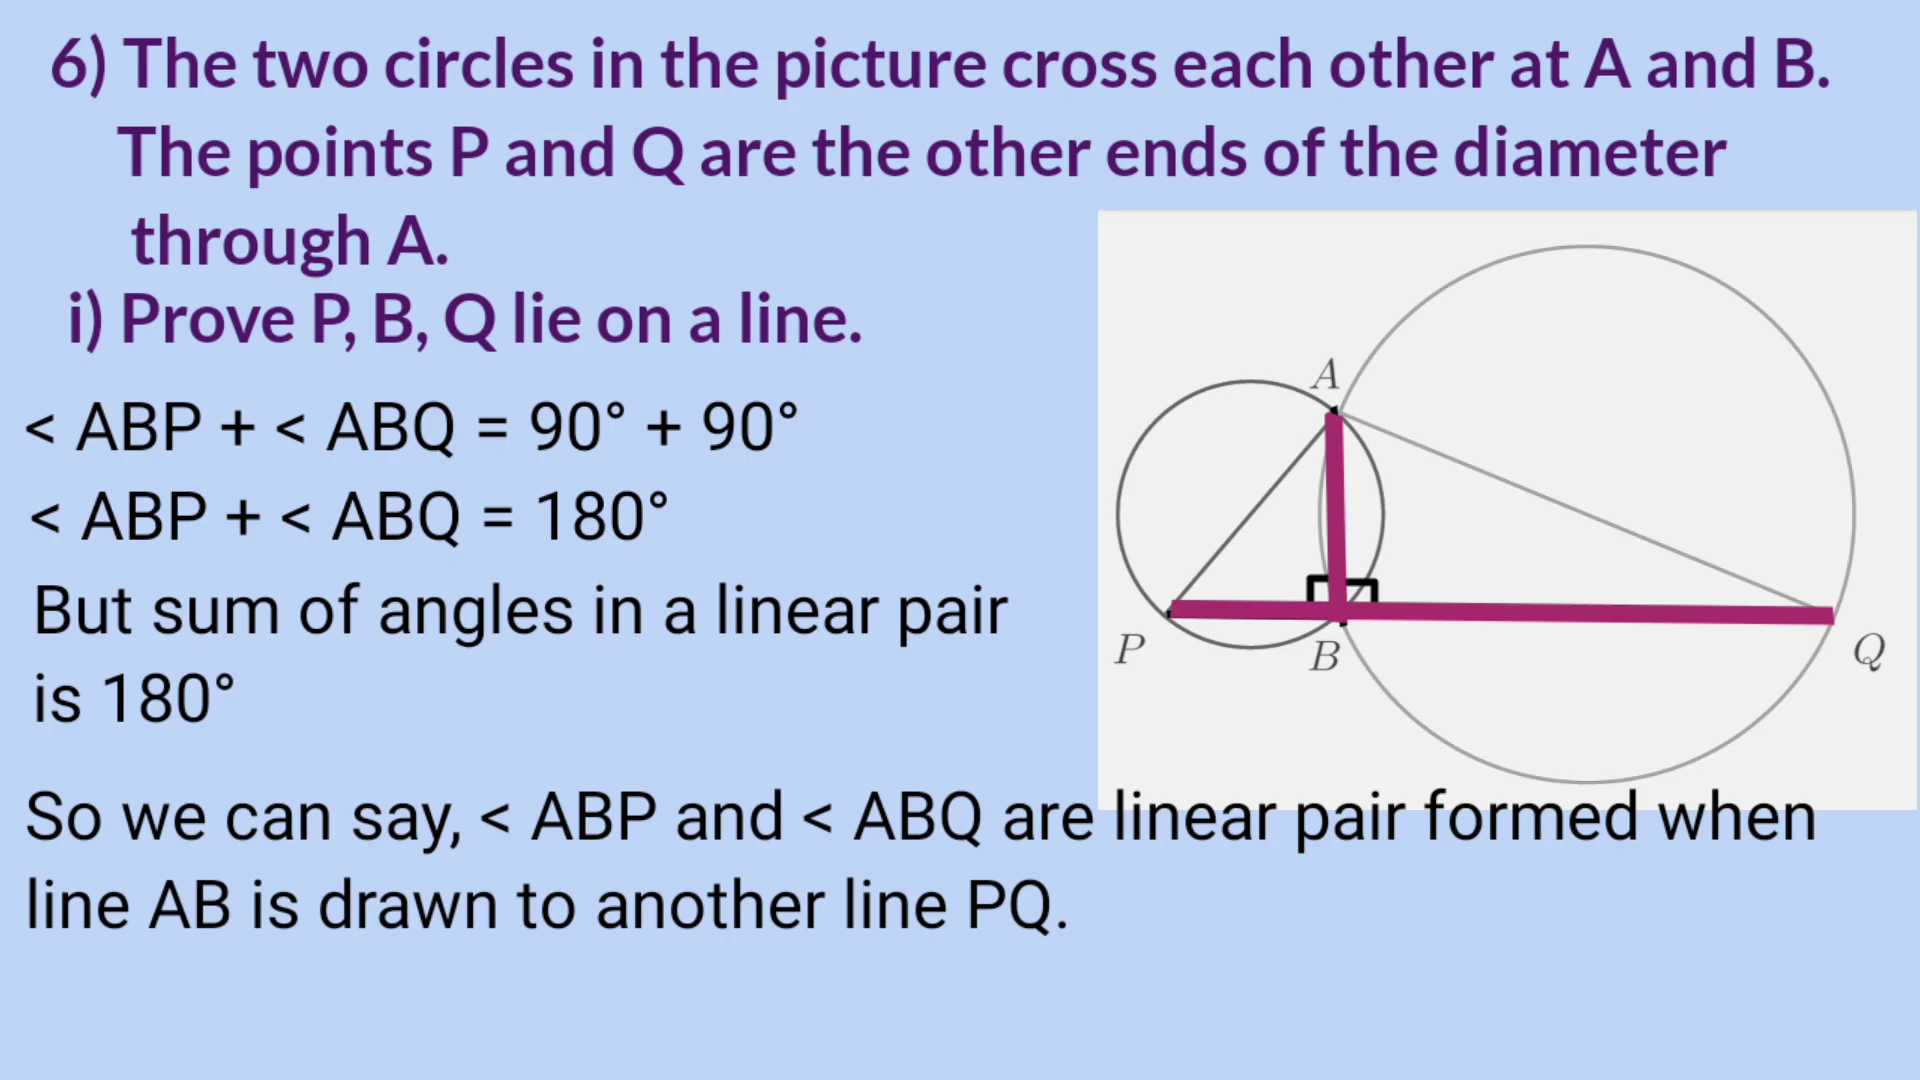 6) The two circles in the picture cross each other at A and B.
The points P and Q are the other ends of the diameter
through A.
i) Prove P, B, Q lie on a line.
< ABP + < ABQ = 90° + 90°
< ABP + < ABQ = 180°
But sum of angles in a linear pair
is 180°
A
P
B
Q
So we can say, < ABP and < ABQ are linear pair formed when
line AB is drawn to another line PQ.